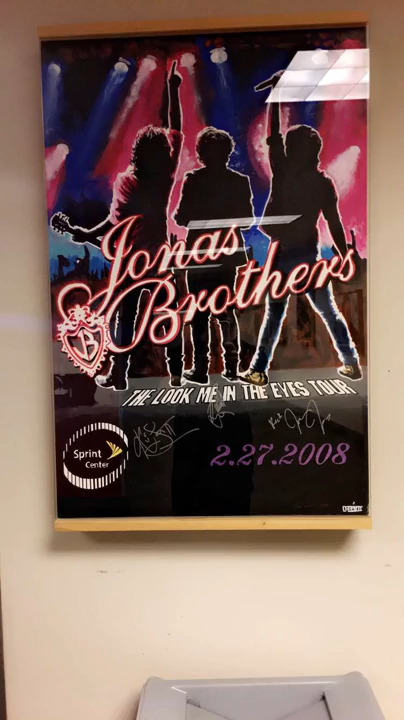 Jonas
Brothers
B
THE LOOK ME IN THE EYES TOUR
Sprint
Center
2.27.2008